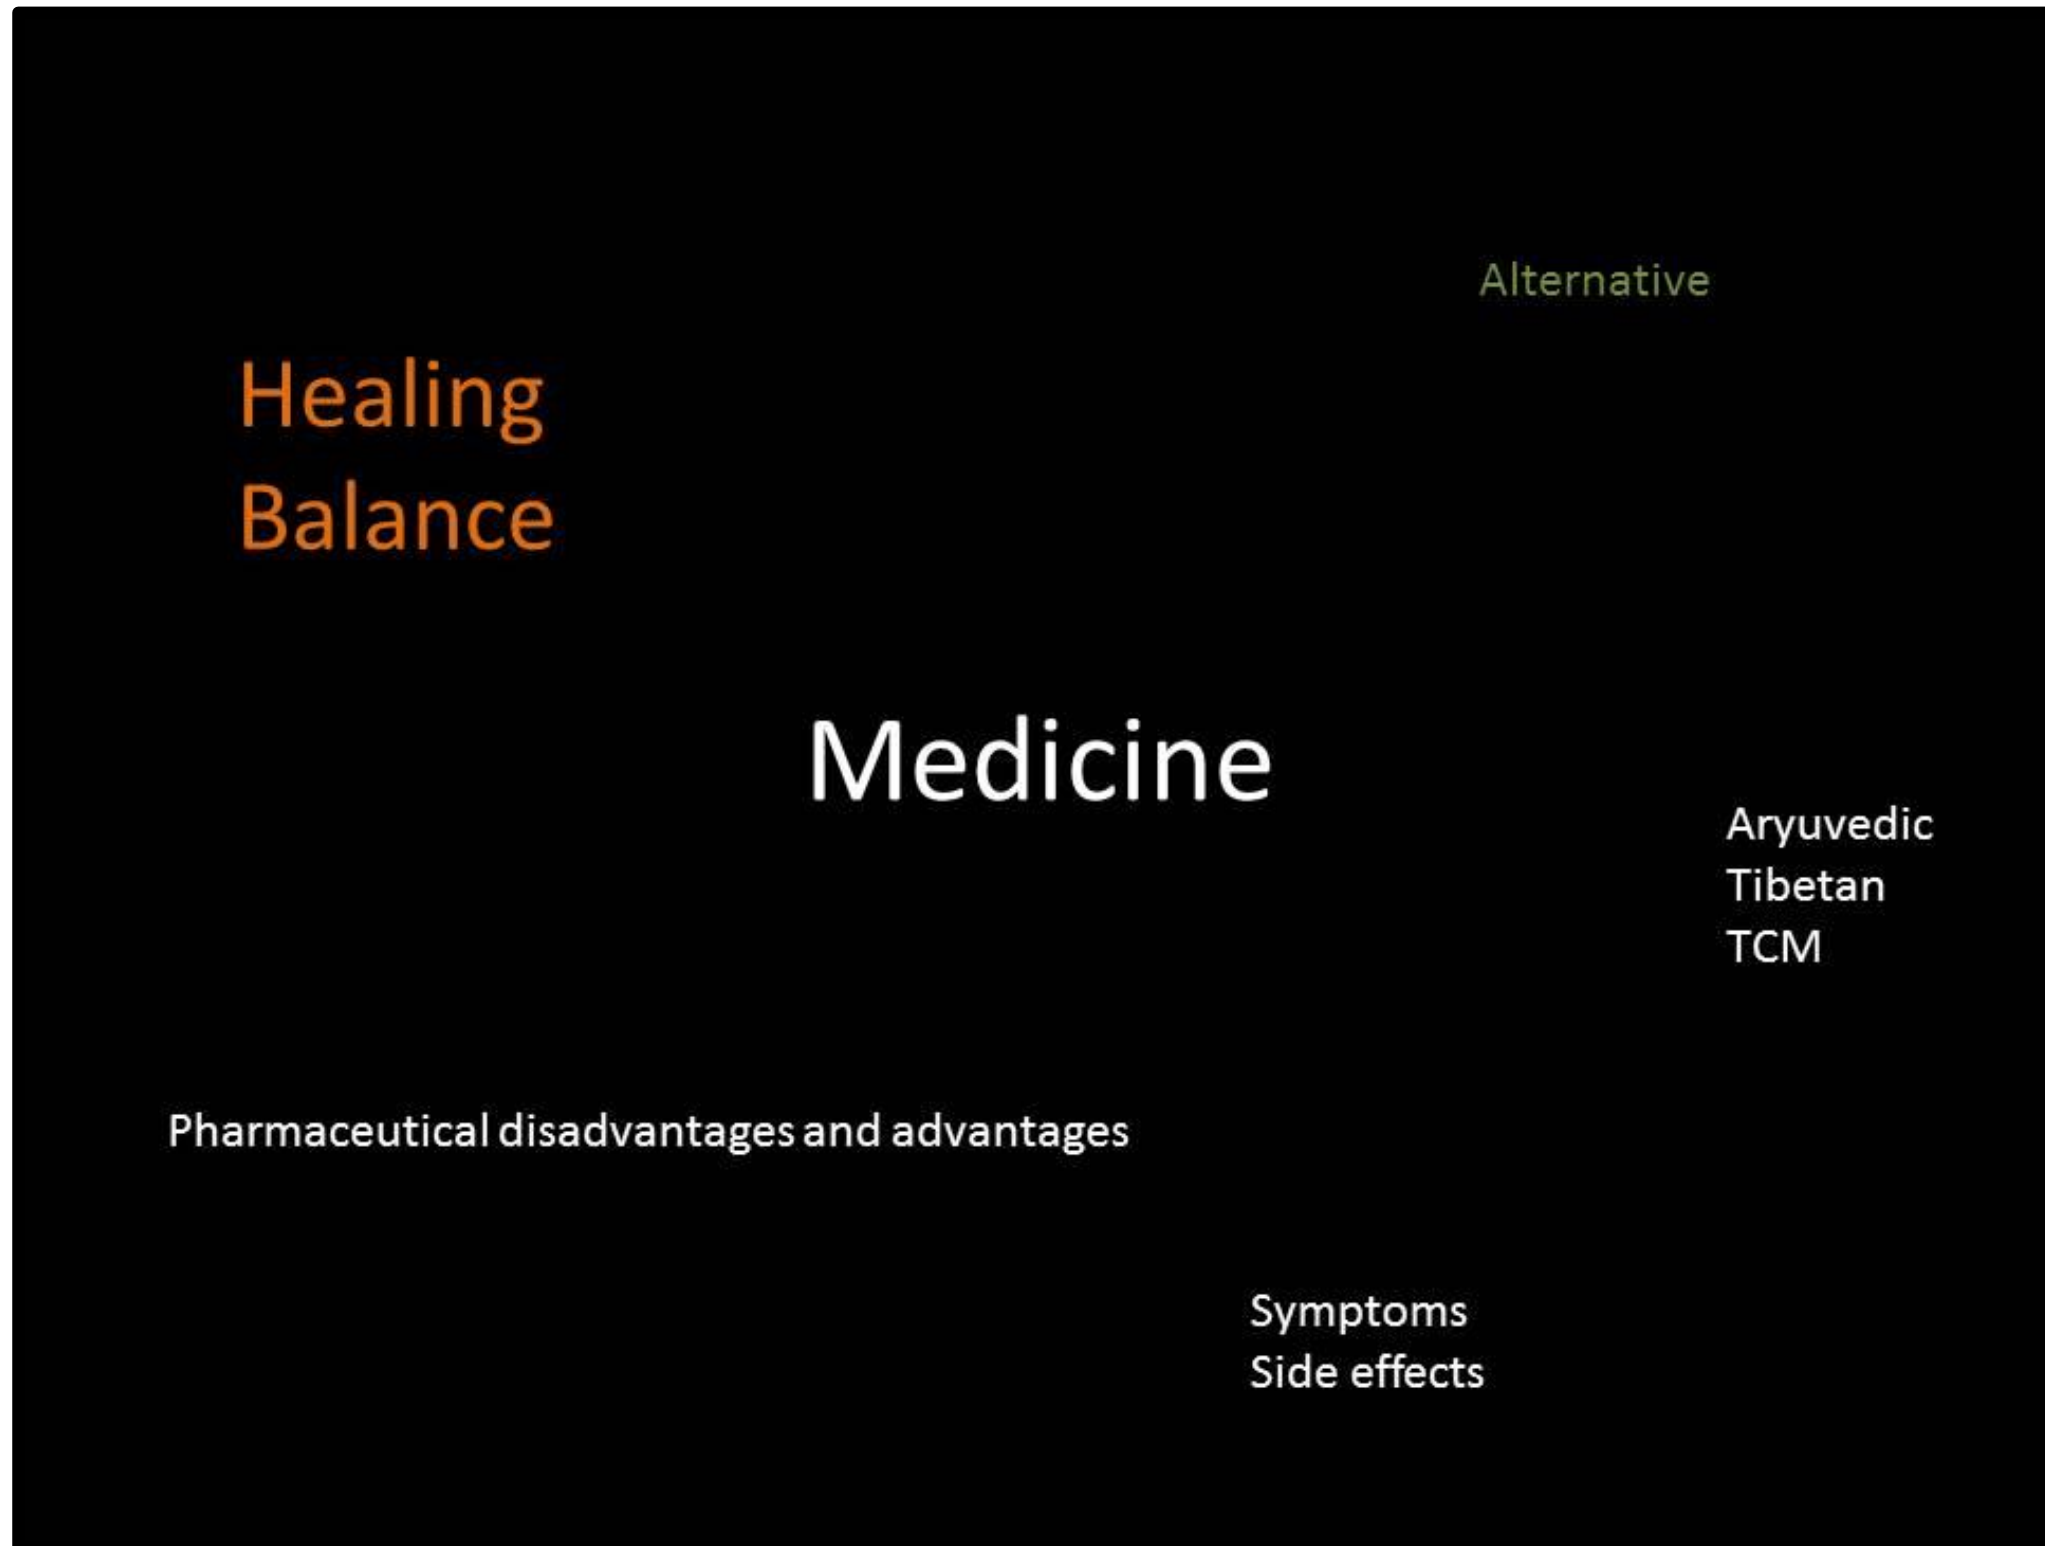 Alternative
Healing
Balance
Medicine
Aryuvedic
Tibetan
TCM
Pharmaceutical disadvantages and advantages
Symptoms
Side effects